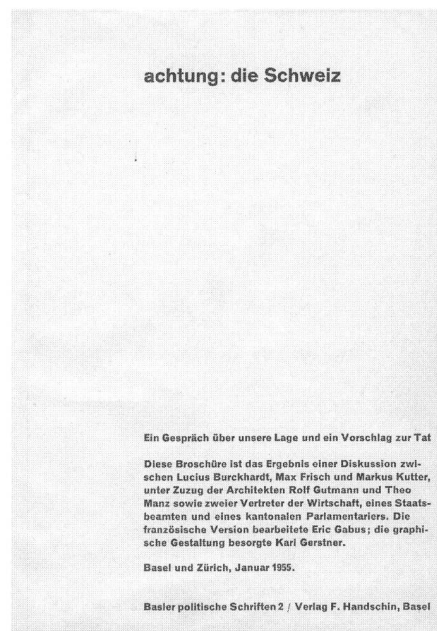 achtung: die Schweiz
Ein Gespräch über unsere Lage und ein Vorschlag zur Tat
Diese Broschüre ist das Ergebnis einer Diskussion zwi-
schen Lucius Burckhardt, Max Frisch und Markus Kutter,
unter Zuzug der Architekten Rolf Gutmann und Theo
Manz sowie zweier Vertreter der Wirtschaft, eines Staats-
beamten und eines kantonalen Parlamentariers. Die
französische Version bearbeitete Eric Gabus; die graphi-
sche Gestaltung besorgte Karl Gerstner.
Basel und Zürich, Januar 1955.
Basler politische Schriften 2 / Verlag F. Handschin, Basel